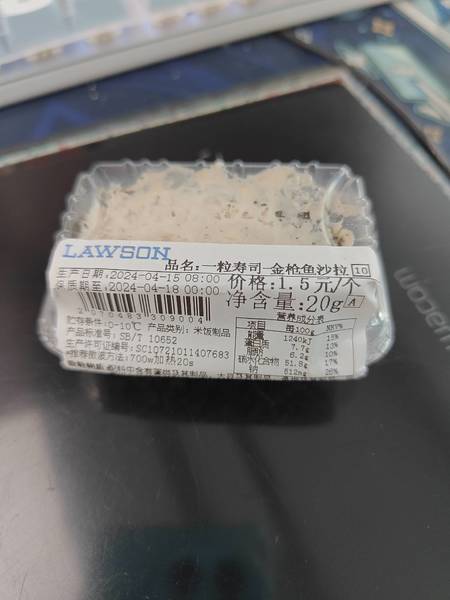 LAWSON
品名:一粒寿司-金枪鱼沙拉 10
生产日期:2024-04-15 08:00
保质期至:2024-04-18 00:00
价格:1.5元/个
净含量:20g A
2070483309004
贮存条件:0-10℃ 产品类别:米饭制品
产品标准号:SB/T 10652
生产许可证编号:SC10721011407683
*推荐微波方法:700w加热20s
营养成分表
项目 每100g NRV%
能量 1240kJ 15%
蛋白质 7.7g 13%
脂肪 6.2g 10%
碳水化合物 51.8g 17%
钠 512mg 26%
wacom